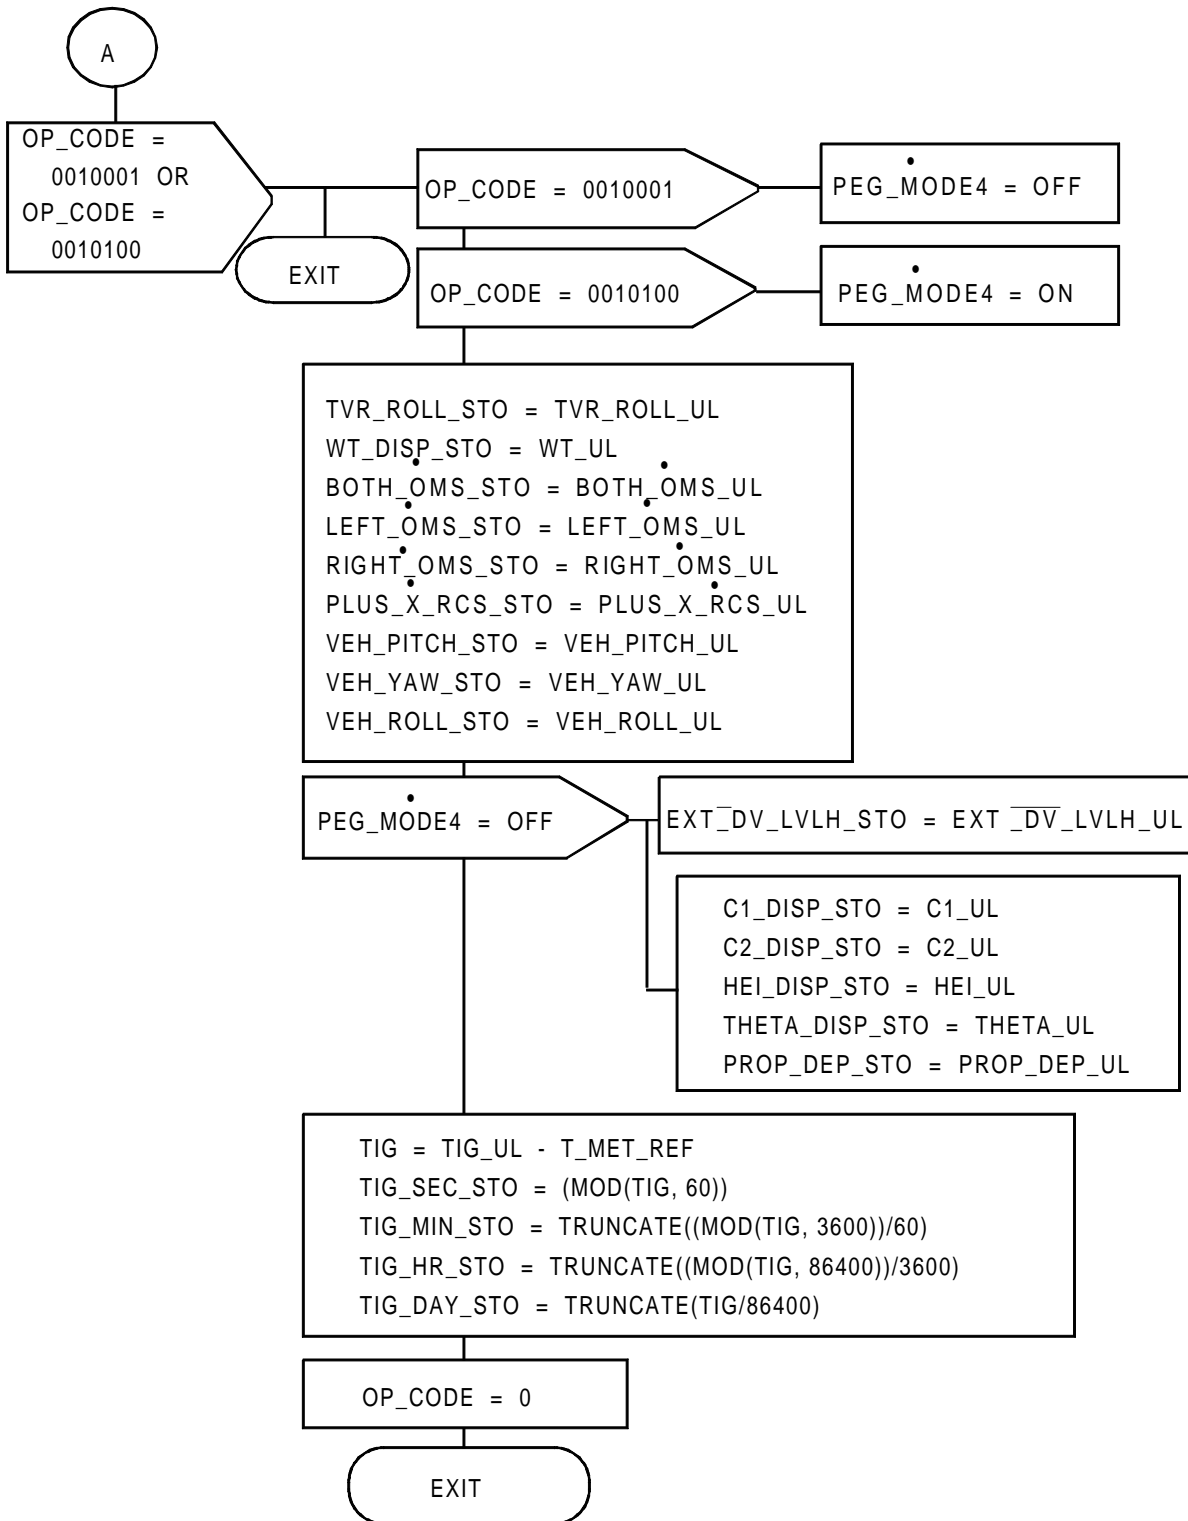 A
OP_CODE =
0010001 OR
OP_CODE =
0010100
EXIT
OP_CODE = 0010001
PEG_MODE4 = OFF
OP_CODE = 0010100
PEG_MODE4 = ON
TVR_ROLL_STO = TVR_ROLL_UL
WT_DISP_STO = WT_UL
BOTH_OMS_STO = BOTH_OMS_UL
LEFT_OMS_STO = LEFT_OMS_UL
RIGHT_OMS_STO = RIGHT_OMS_UL
PLUS_X_RCS_STO = PLUS_X_RCS_UL
VEH_PITCH_STO = VEH_PITCH_UL
VEH_YAW_STO = VEH_YAW_UL
VEH_ROLL_STO = VEH_ROLL_UL
PEG_MODE4 = OFF
EXT_DV_LVLH_STO = EXT _DV_LVLH_UL
C1_DISP_STO = C1_UL
C2_DISP_STO = C2_UL
HEI_DISP_STO = HEI_UL
THETA_DISP_STO = THETA_UL
PROP_DEP_STO = PROP_DEP_UL
TIG = TIG_UL - T_MET_REF
TIG_SEC_STO = (MOD(TIG, 60))
TIG_MIN_STO = TRUNCATE((MOD(TIG, 3600))/60)
TIG_HR_STO = TRUNCATE((MOD(TIG, 86400))/3600)
TIG_DAY_STO = TRUNCATE(TIG/86400)
OP_CODE = 0
EXIT